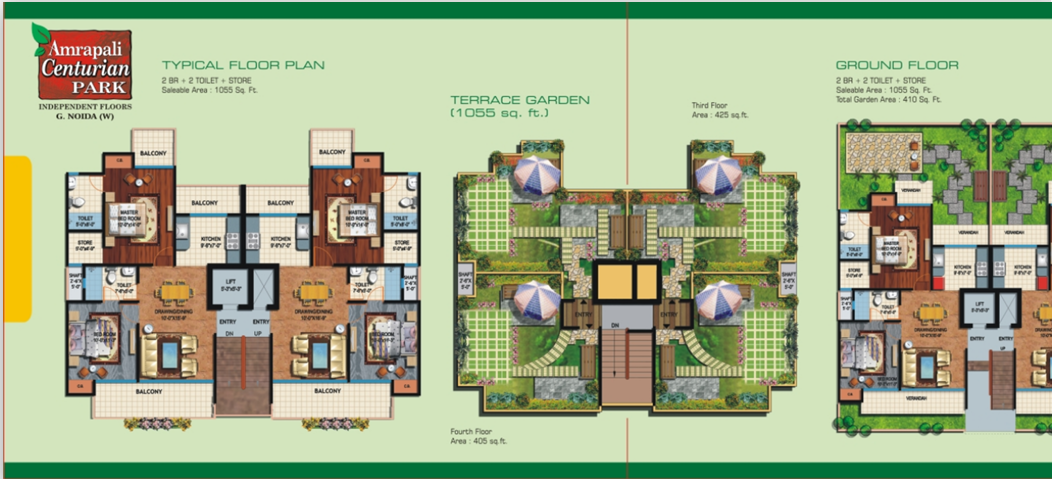 Amrapali
Centurian
PARK
INDEPENDENT FLOORS
G. NOIDA (W)
TYPICAL FLOOR PLAN
2 BR + 2 TOILET + STORE
Saleable Area : 1055 Sq. Ft.
BALCONY
BALCONY
TOILET
MASTER
BED ROOM
BALCONY
BALCONY
MASTER
BED ROOM
TOILET
STORE
KITCHEN
KITCHEN
STORE
SHAFT
TOILET
LIFT
TOILET
SHAFT
DRAWING/DINING
DRAWING/DINING
BED ROOM
ENTRY
ENTRY
BEDROOM
DN
UP
BALCONY
BALCONY
TERRACE GARDEN
(1055 sq. ft.)
Third Floor
Area : 425 sq.ft.
SHAFT
SHAFT
ENTRY
ENTRY
DN
Fourth Floor
Area : 405 sq.ft.
GROUND FLOOR
2 BR + 2 TOILET + STORE
Saleable Area : 1055 Sq. Ft.
Total Garden Area : 410 Sq. Ft.
VERANDAH
VERANDAH
VERANDAH
TOILET
MASTER
BED ROOM
STORE
KITCHEN
KITCHEN
SHAFT
TOILET
LIFT
DRAWING/DINING
ENTRY
ENTRY
UP
BEDROOM
VERANDAH